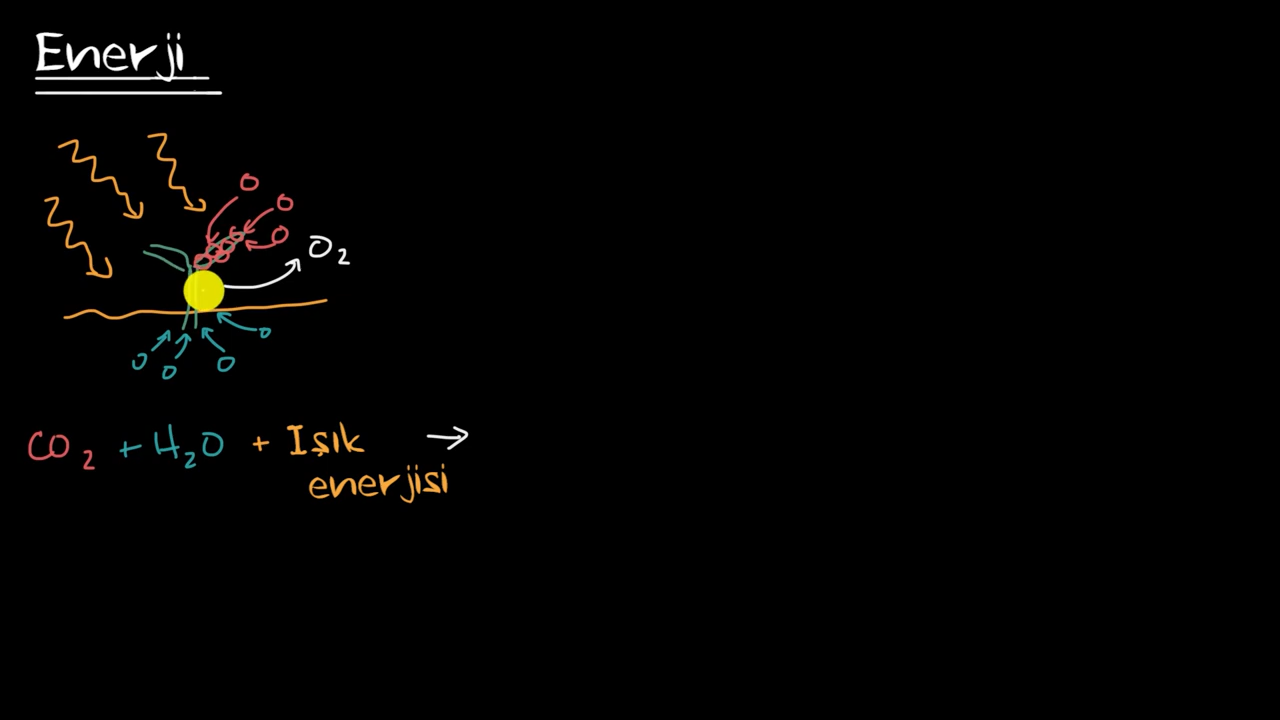 Enerji
O₂
CO₂ + H₂O + Işık →
enerjisi